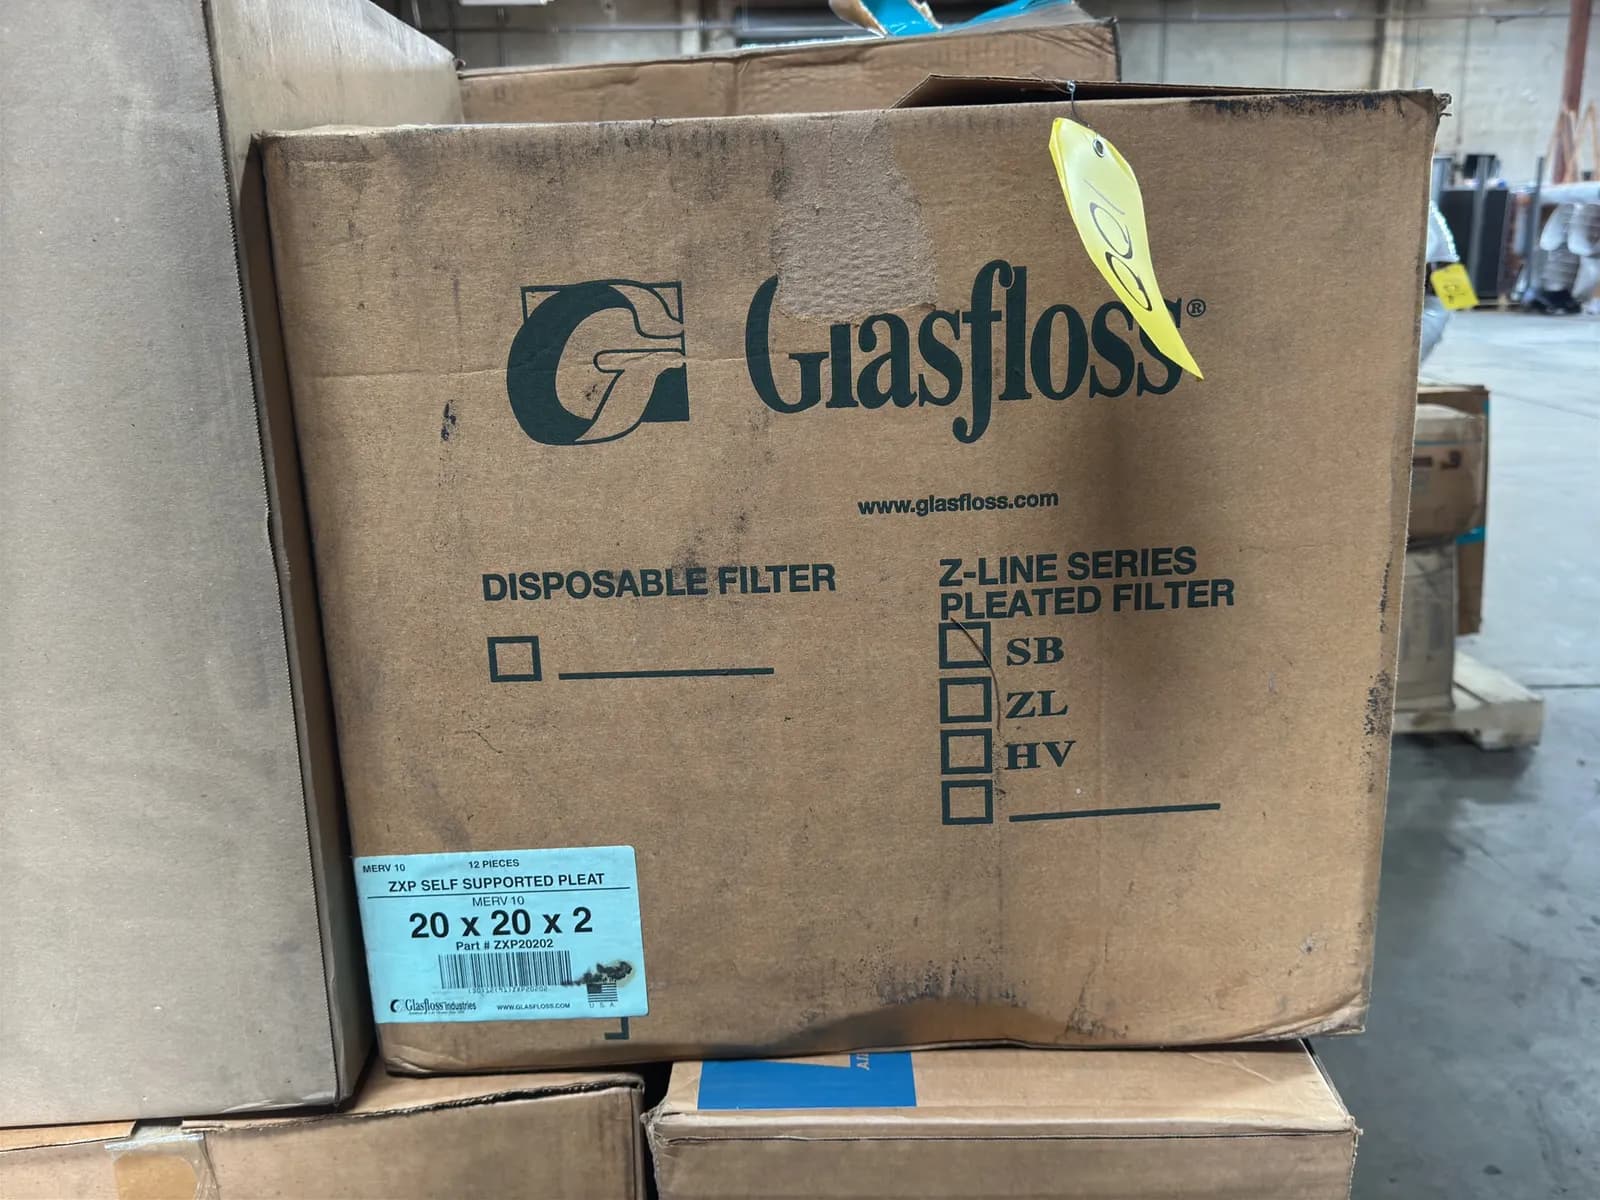 100
Glasfloss®
www.glasfloss.com
DISPOSABLE FILTER
Z-LINE SERIES
PLEATED FILTER
SB
ZL
HV
MERV 10 12 PIECES
ZXP SELF SUPPORTED PLEAT
MERV 10
20 x 20 x 2
Part # ZXP20202
Glasfloss Industries WWW.GLASFLOSS.COM U.S.A.